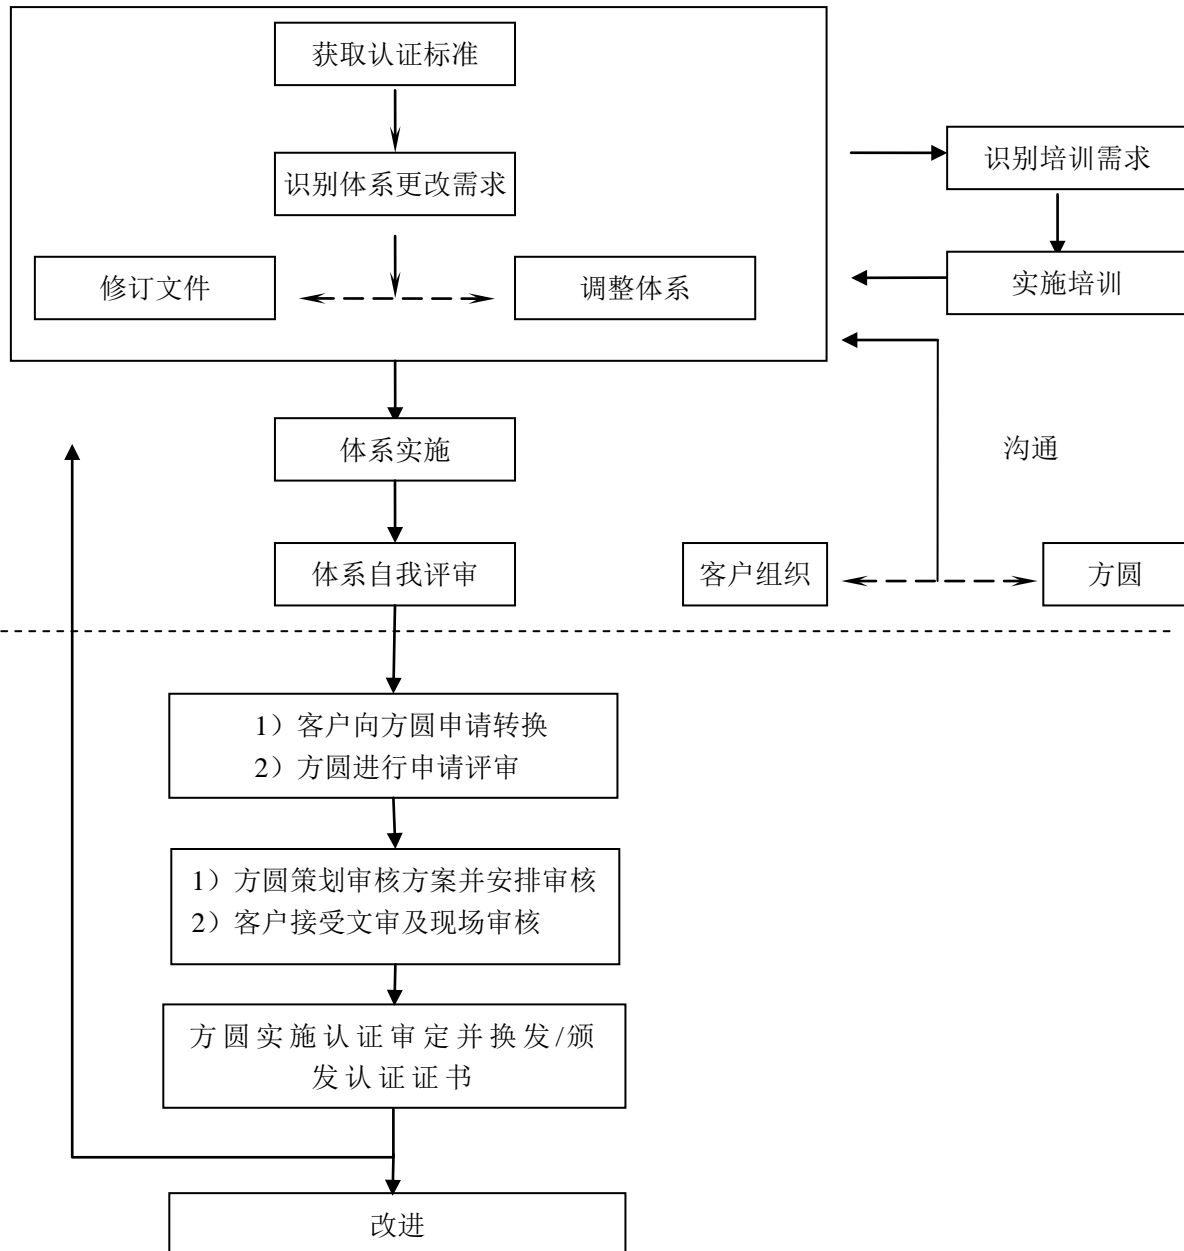 获取认证标准
识别体系更改需求
识别培训需求
修订文件
调整体系
实施培训
体系实施
沟通
体系自我评审
客户组织
方圆
1）客户向方圆申请转换
2）方圆进行申请评审
1）方圆策划审核方案并安排审核
2）客户接受文审及现场审核
方圆实施认证审定并换发/颁
发认证证书
改进